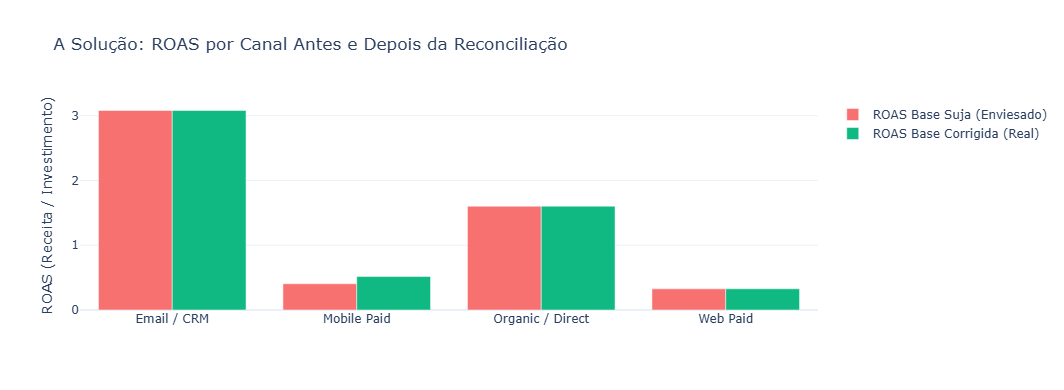 A Solução: ROAS por Canal Antes e Depois da Reconciliação
ROAS (Receita / Investimento)
3
2
1
0
Email / CRM
Mobile Paid
Organic / Direct
Web Paid
ROAS Base Suja (Enviesado)
ROAS Base Corrigida (Real)